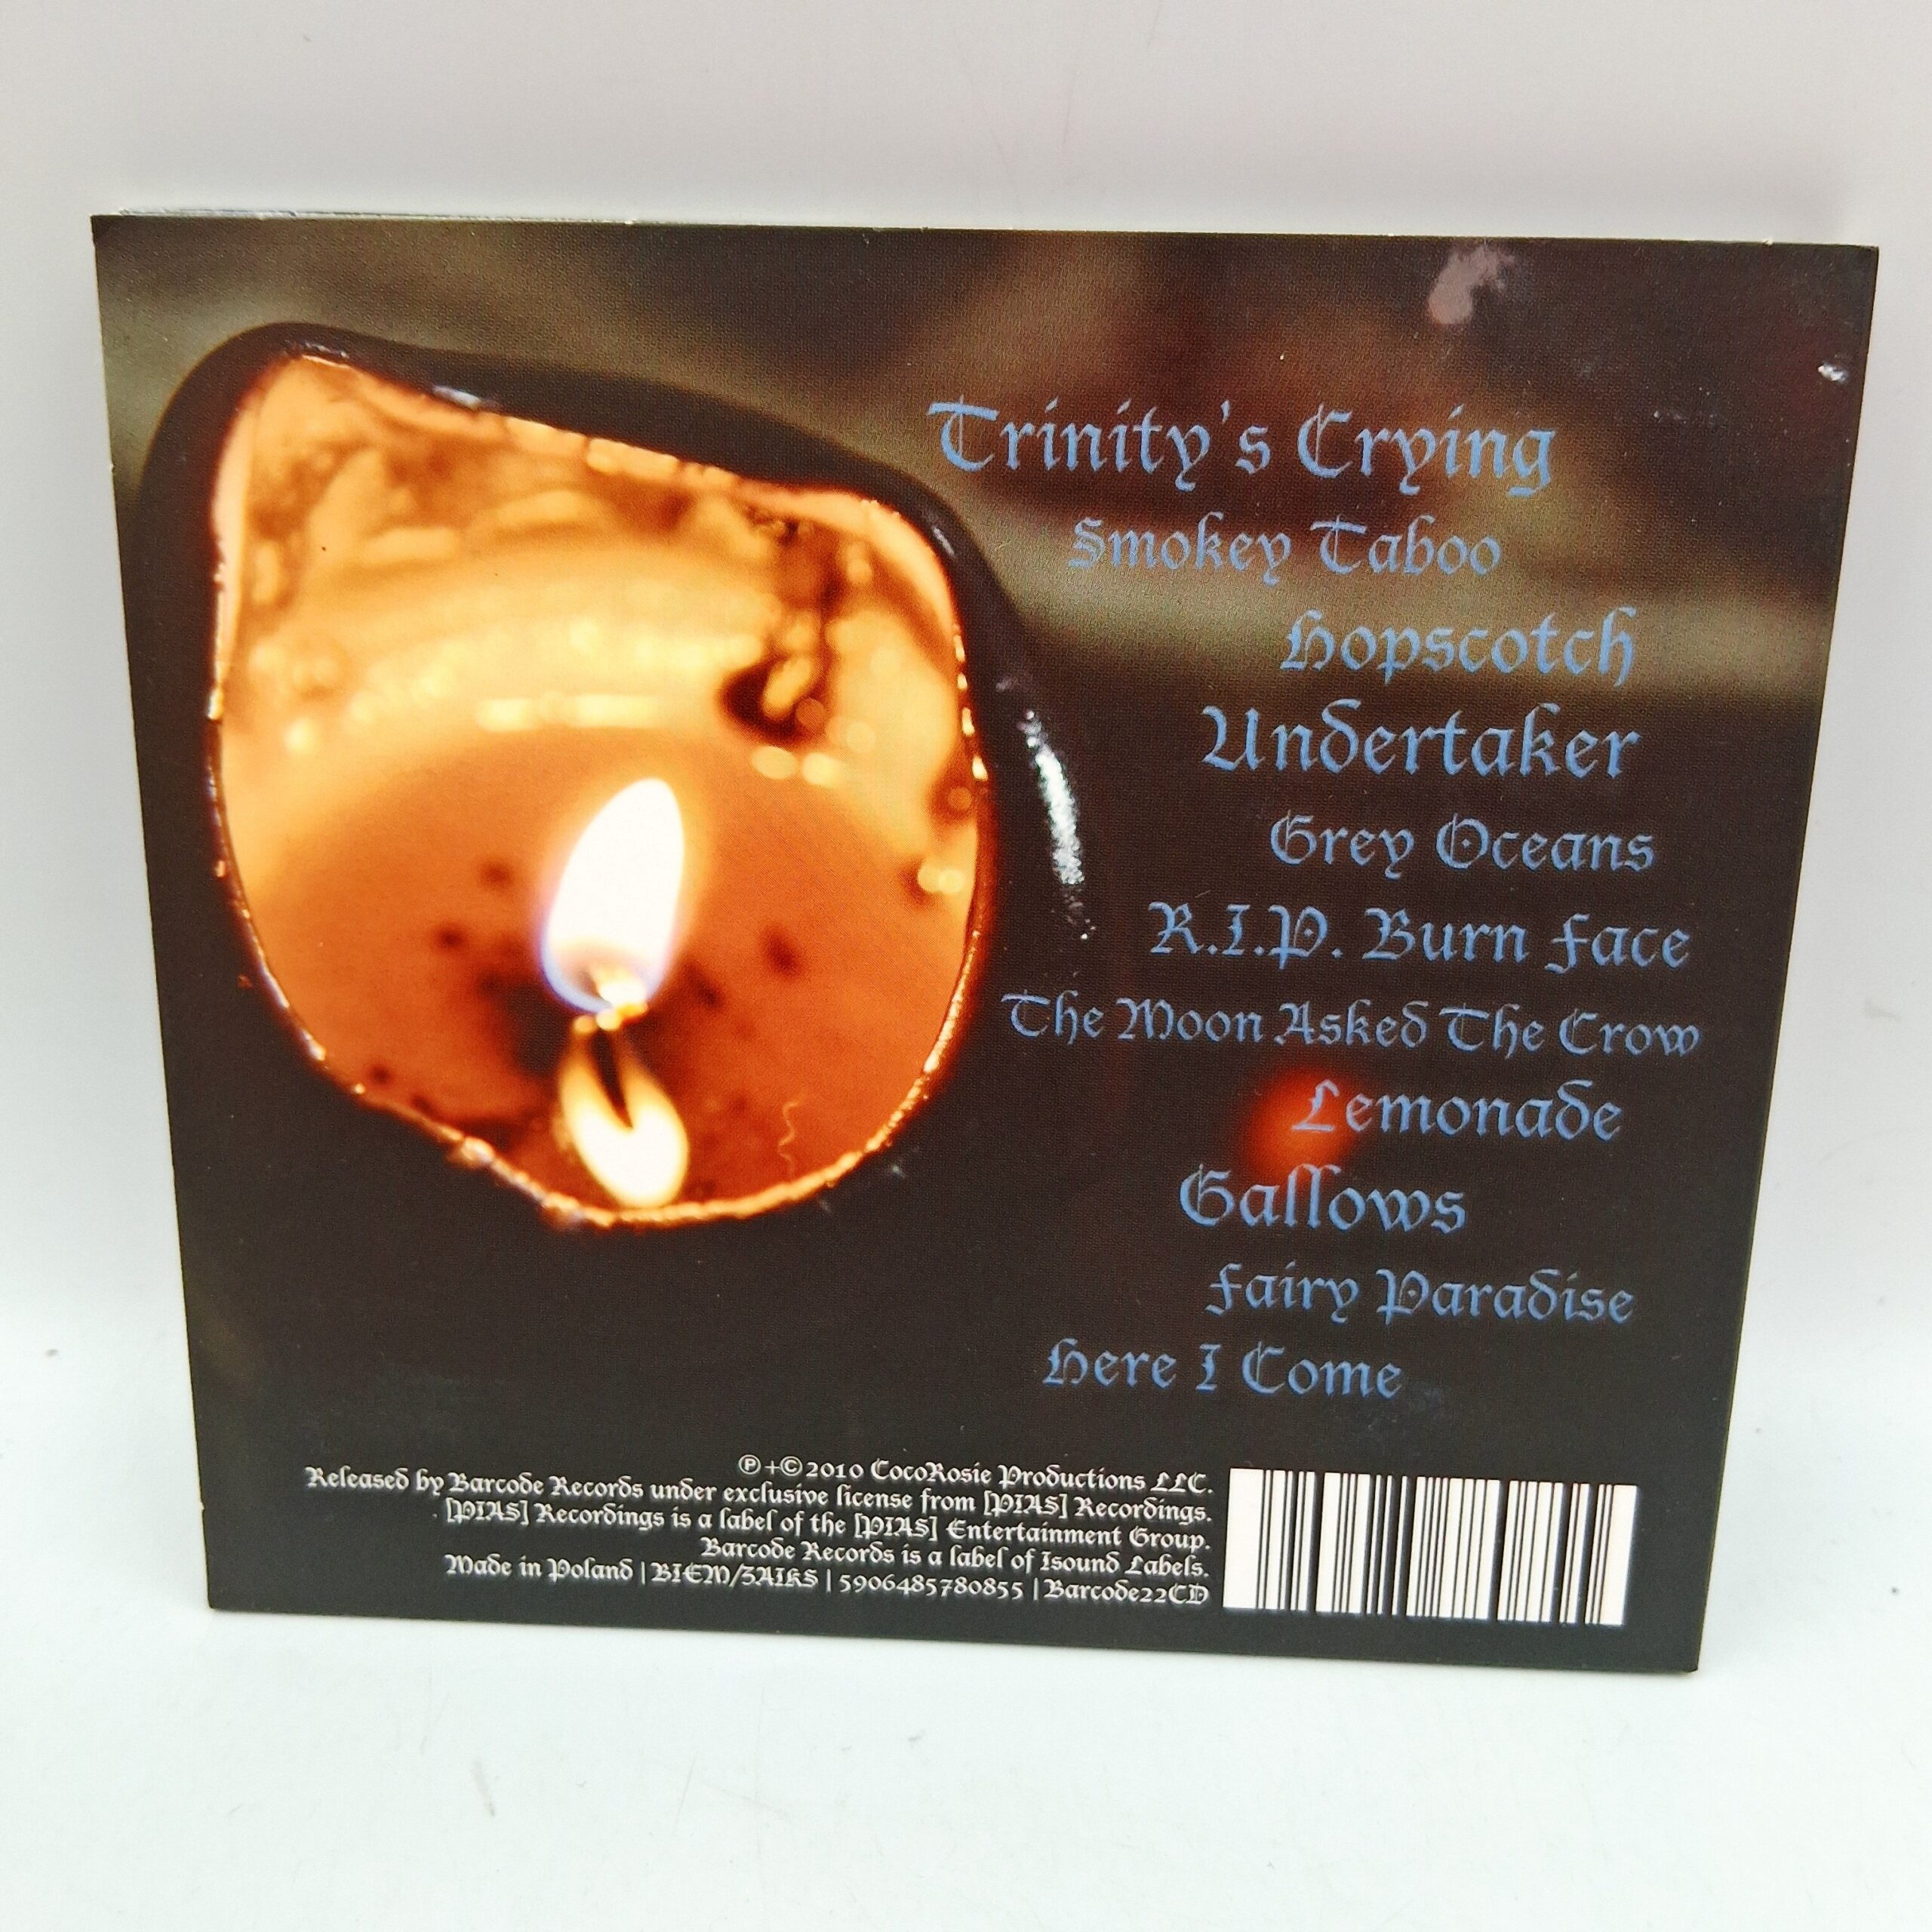 Trinity's Crying
Smokey Taboo
Hopscotch
Undertaker
Grey Oceans
R.I.P. Burn Face
The Moon Asked The Crow
Lemonade
Gallows
Fairy Paradise
Here I Come
℗+© 2010 CocoRosie Productions LLC.
Released by Barcode Records under exclusive license from [PIAS] Recordings.
. [PIAS] Recordings is a label of the [PIAS] Entertainment Group.
Barcode Records is a label of Isound Labels.
Made in Poland | BIEM/ZAIKS | 5906485780855 | Barcode22CD